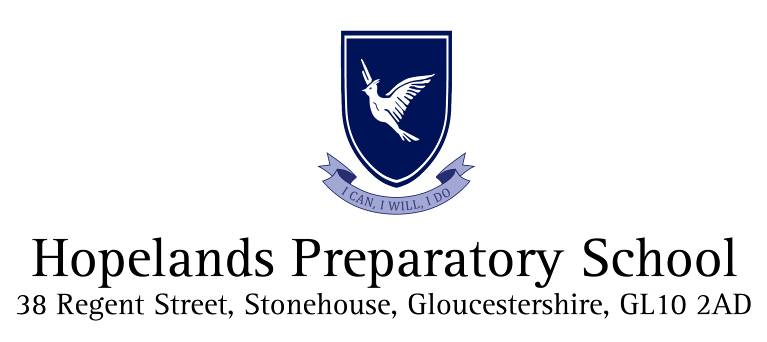 I CAN, I WILL, I DO
Hopelands Preparatory School
38 Regent Street, Stonehouse, Gloucestershire, GL10 2AD